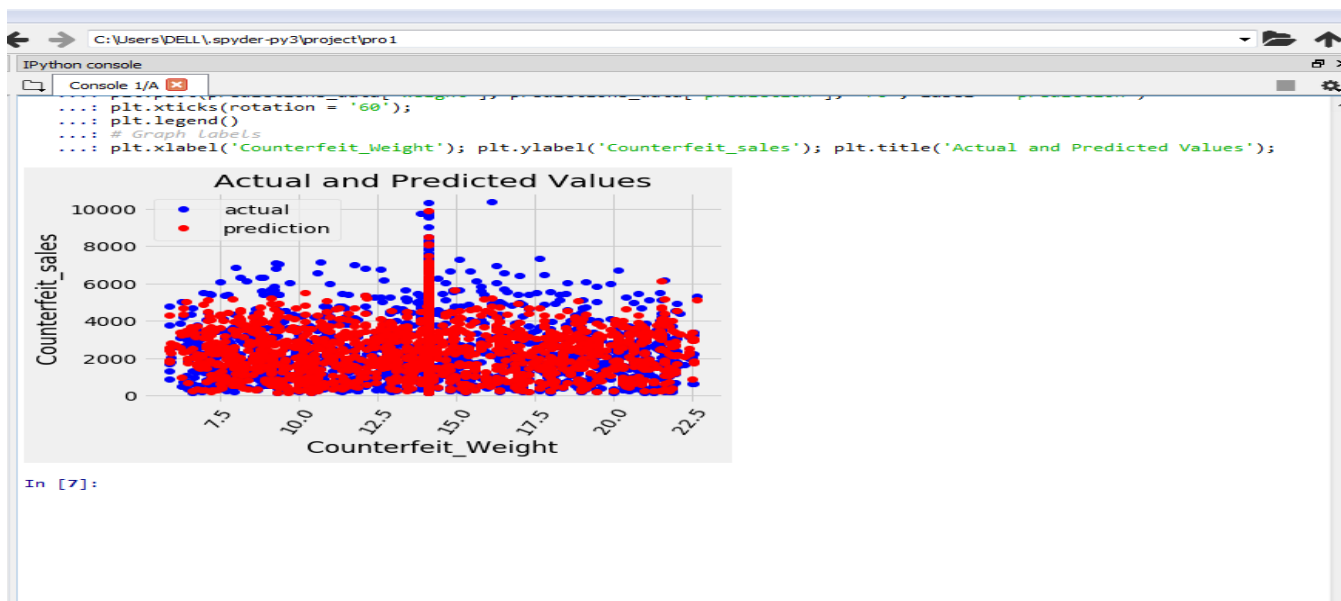 C:\Users\DELL\.spyder-py3\project\pro1
IPython console
Console 1/A
...: plt.xticks(rotation = '60');
...: plt.legend()
...: # Graph labels
...: plt.xlabel('Counterfeit_Weight'); plt.ylabel('Counterfeit_sales'); plt.title('Actual and Predicted Values');
Actual and Predicted Values
actual
prediction
Counterfeit_sales
10000
8000
6000
4000
2000
0
7.5 10.0 12.5 15.0 17.5 20.0 22.5
Counterfeit_Weight
In [7]: